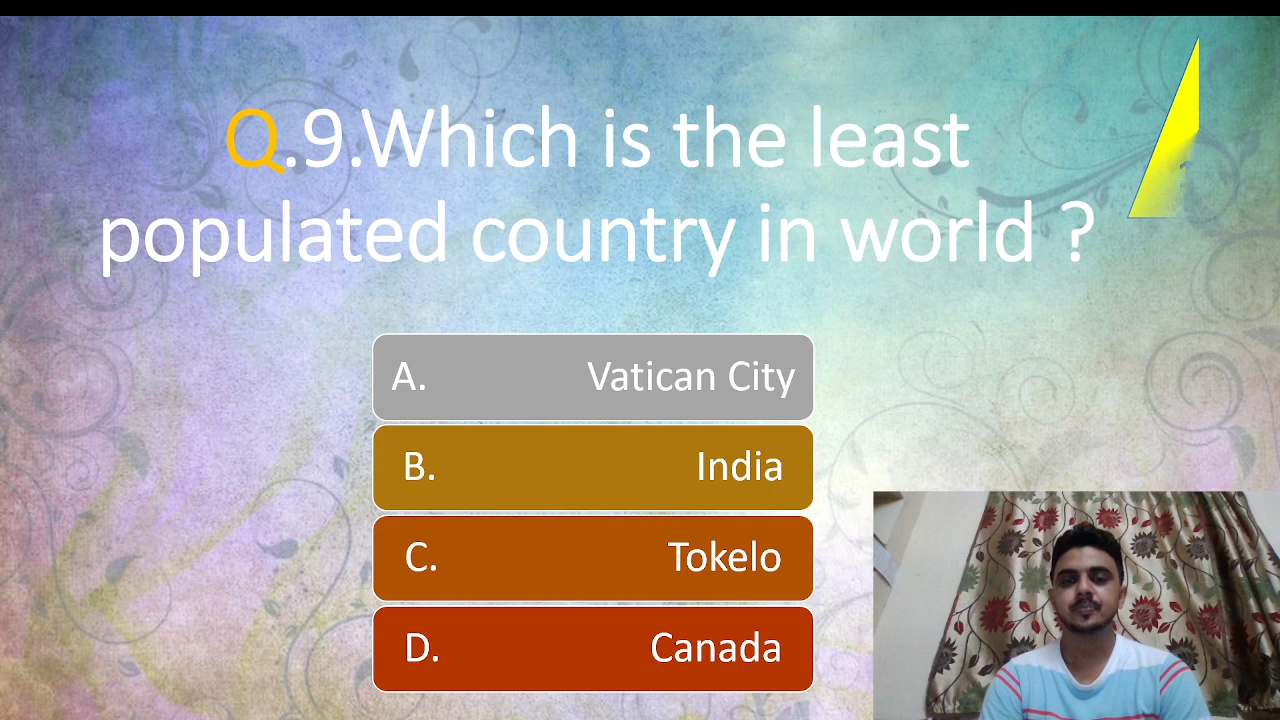 Q.9.Which is the least
populated country in world ?
A. Vatican City
B. India
C. Tokelo
D. Canada